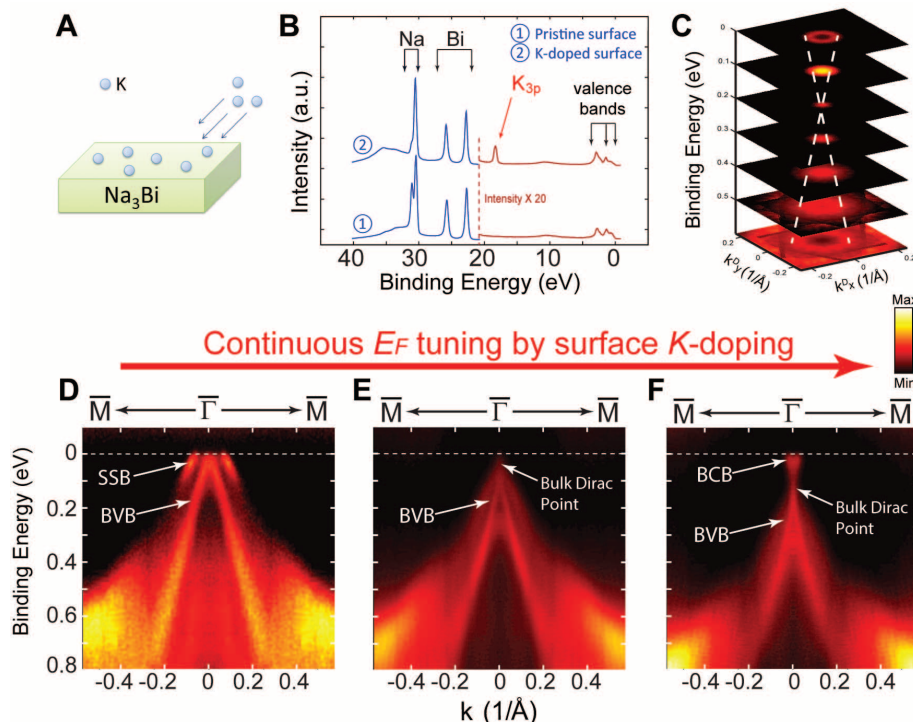 A
K
Na3Bi
B
Na
Bi
① Pristine surface
② K-doped surface
K3p
valence
bands
②
①
Intensity X 20
Intensity (a.u.)
40 30 20 10 0
Binding Energy (eV)
C
0
0.1
0.2
0.3
0.4
0.5
Binding Energy (eV)
0.2
0
-0.2
kDy (1/Å)
-0.2
0
0.2
kDx (1/Å)
Max
Min
Continuous EF tuning by surface K-doping
D
M̅ Γ̅ M̅
SSB
BVB
0
0.2
0.4
0.6
0.8
Binding Energy (eV)
-0.4 -0.2 0 0.2 0.4
E
M̅ Γ̅ M̅
BVB
Bulk Dirac
Point
-0.4 -0.2 0 0.2 0.4
k (1/Å)
F
M̅ Γ̅ M̅
BCB
Bulk Dirac
Point
BVB
-0.4 -0.2 0 0.2 0.4